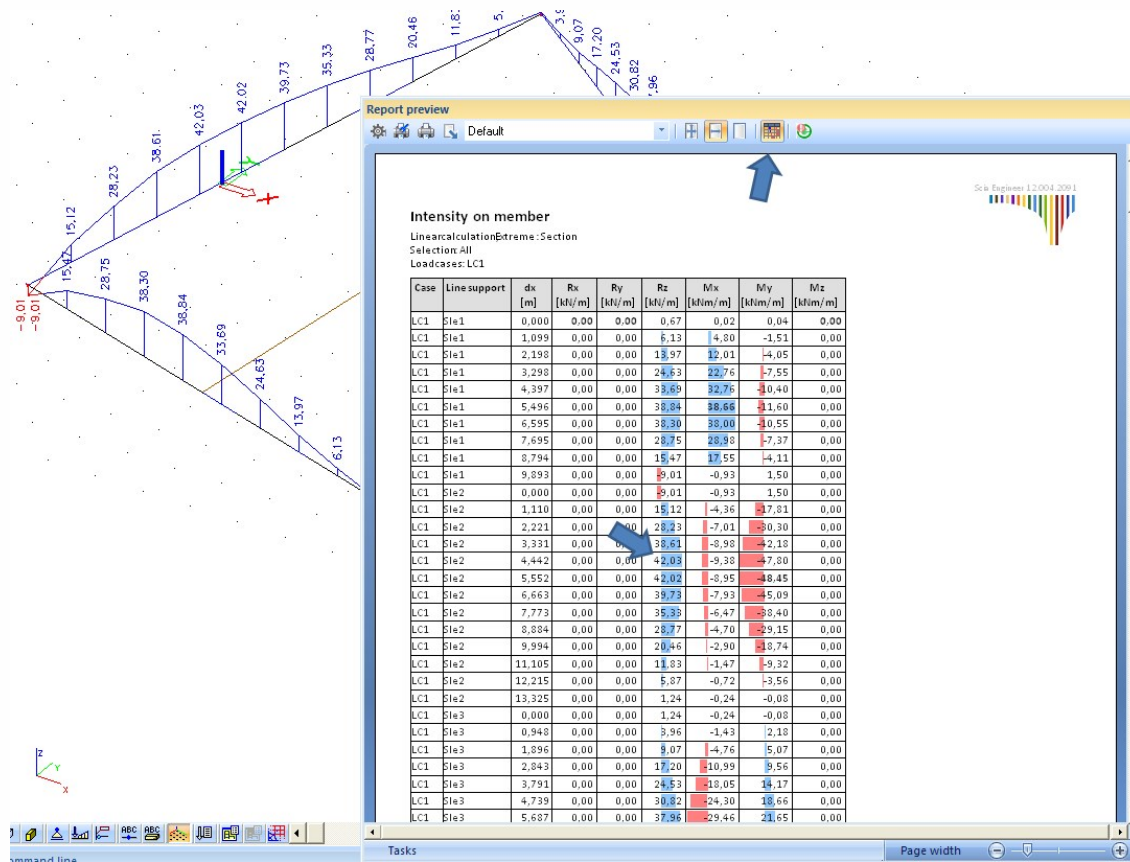 5,
11,83
20,46
28,77
35,33
39,73
42,02
42,03
38,61
28,23
15,12
9,07
17,20
24,53
30,82
-9,01
-9,01
15,47
28,75
38,30
38,84
33,69
24,63
13,97
6,13
X
Y
Report preview
Default
Scia Engineer 12.004.2091
Intensity on member
Linear calculation Extreme : Section
Selection: All
Loadcases: LC1
Case Line support dx Rx Ry Rz Mx My Mz
[m] [kN/m] [kN/m] [kN/m] [kNm/m] [kNm/m] [kNm/m]
LC1 Sle1 0,000 0,00 0,00 0,67 0,02 0,04 0,00
LC1 Sle1 1,099 0,00 0,00 6,13 4,80 -1,51 0,00
LC1 Sle1 2,198 0,00 0,00 13,97 12,01 -4,05 0,00
LC1 Sle1 3,298 0,00 0,00 24,63 22,76 -7,55 0,00
LC1 Sle1 4,397 0,00 0,00 33,69 32,76 -10,40 0,00
LC1 Sle1 5,496 0,00 0,00 38,84 38,66 -11,60 0,00
LC1 Sle1 6,595 0,00 0,00 38,30 38,00 -10,55 0,00
LC1 Sle1 7,695 0,00 0,00 28,75 28,98 -7,37 0,00
LC1 Sle1 8,794 0,00 0,00 15,47 17,55 -4,11 0,00
LC1 Sle1 9,893 0,00 0,00 -9,01 -0,93 1,50 0,00
LC1 Sle2 0,000 0,00 0,00 -9,01 -0,93 1,50 0,00
LC1 Sle2 1,110 0,00 0,00 15,12 -4,36 -17,81 0,00
LC1 Sle2 2,221 0,00 0,00 28,23 -7,01 -30,30 0,00
LC1 Sle2 3,331 0,00 0, 38,61 -8,98 -42,18 0,00
LC1 Sle2 4,442 0,00 0,00 42,03 -9,38 -47,80 0,00
LC1 Sle2 5,552 0,00 0,00 42,02 -8,95 -48,45 0,00
LC1 Sle2 6,663 0,00 0,00 39,73 -7,93 -45,09 0,00
LC1 Sle2 7,773 0,00 0,00 35,33 -6,47 -38,40 0,00
LC1 Sle2 8,884 0,00 0,00 28,77 -4,70 -29,15 0,00
LC1 Sle2 9,994 0,00 0,00 20,46 -2,90 -18,74 0,00
LC1 Sle2 11,105 0,00 0,00 11,83 -1,47 -9,32 0,00
LC1 Sle2 12,215 0,00 0,00 5,87 -0,72 -3,56 0,00
LC1 Sle2 13,325 0,00 0,00 1,24 -0,24 -0,08 0,00
LC1 Sle3 0,000 0,00 0,00 1,24 -0,24 -0,08 0,00
LC1 Sle3 0,948 0,00 0,00 3,96 -1,43 2,18 0,00
LC1 Sle3 1,896 0,00 0,00 9,07 -4,76 5,07 0,00
LC1 Sle3 2,843 0,00 0,00 17,20 -10,99 9,56 0,00
LC1 Sle3 3,791 0,00 0,00 24,53 -18,05 14,17 0,00
LC1 Sle3 4,739 0,00 0,00 30,82 -24,30 18,66 0,00
LC1 Sle3 5,687 0,00 0,00 37,96 -29,46 21,65 0,00
Z
Y
X
ABC
ABC
Tasks
Page width
mmand line